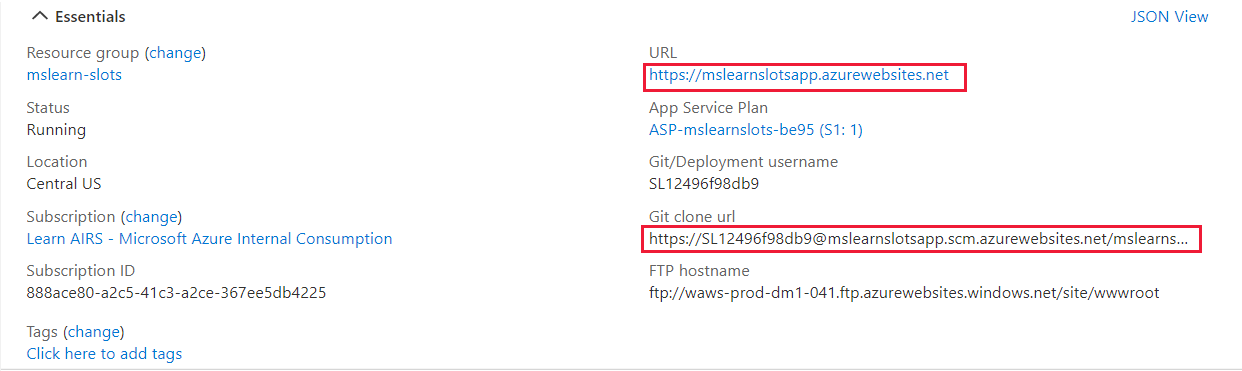 Essentials
JSON View
Resource group (change)
mslearn-slots
Status
Running
Location
Central US
Subscription (change)
Learn AIRS - Microsoft Azure Internal Consumption
Subscription ID
888ace80-a2c5-41c3-a2ce-367ee5db4225
Tags (change)
Click here to add tags
URL
https://mslearnslotsapp.azurewebsites.net
App Service Plan
ASP-mslearnslots-be95 (S1: 1)
Git/Deployment username
SL12496f98db9
Git clone url
https://SL12496f98db9@mslearnslotsapp.scm.azurewebsites.net/mslearns...
FTP hostname
ftp://waws-prod-dm1-041.ftp.azurewebsites.windows.net/site/wwwroot